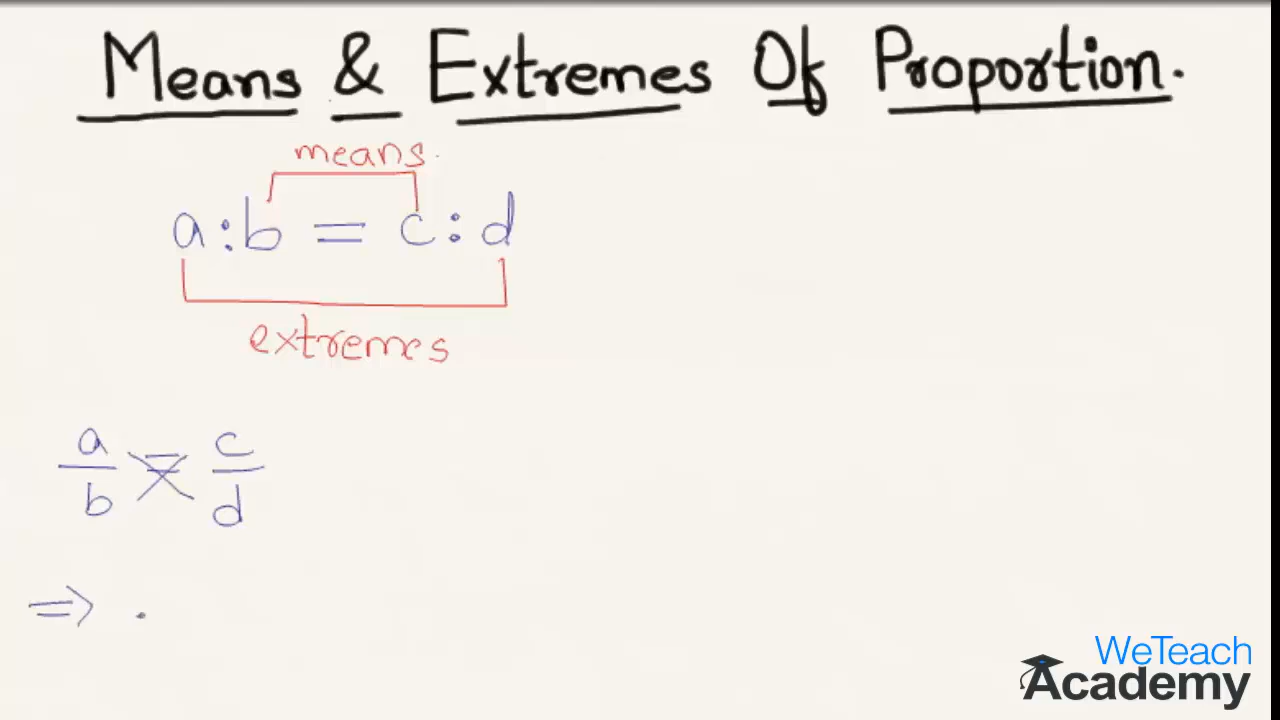 Means & Extremes Of Proportion.
means.
a : b = c : d
extremes
a/b = c/d
⇒ .
WeTeach
Academy